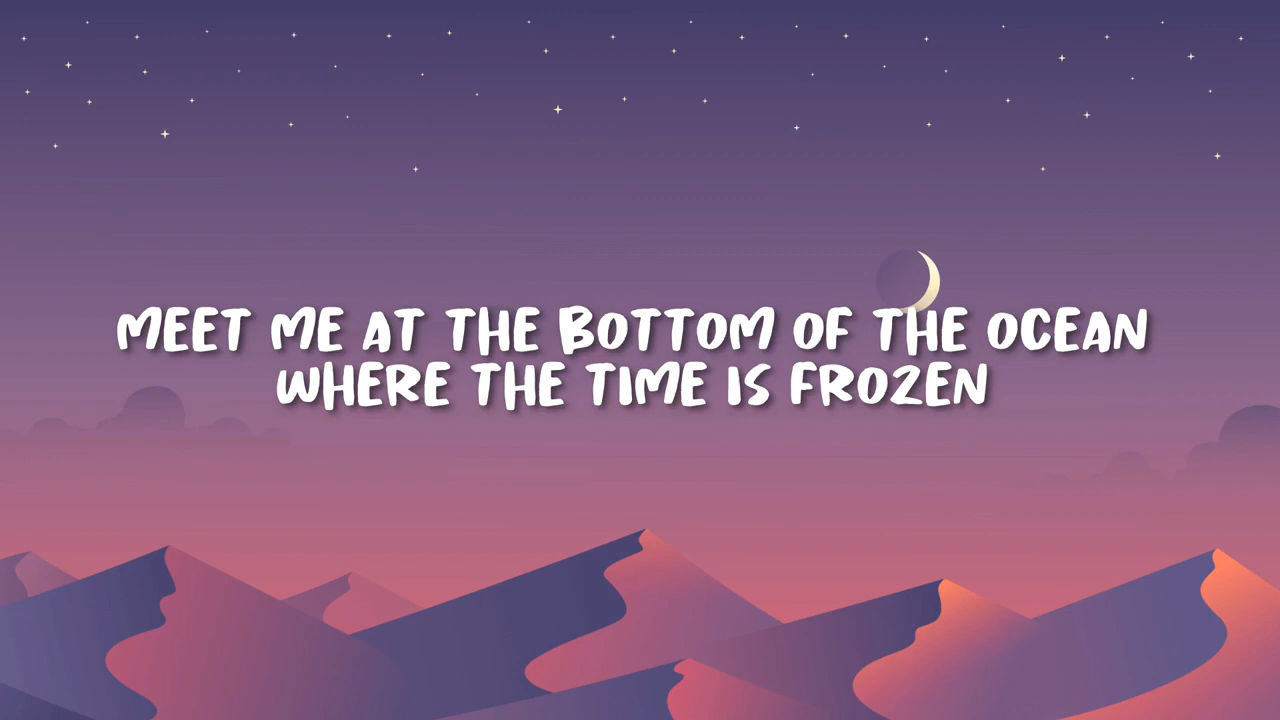 MEET ME AT THE BOTTOM OF THE OCEAN
WHERE THE TIME IS FROZEN